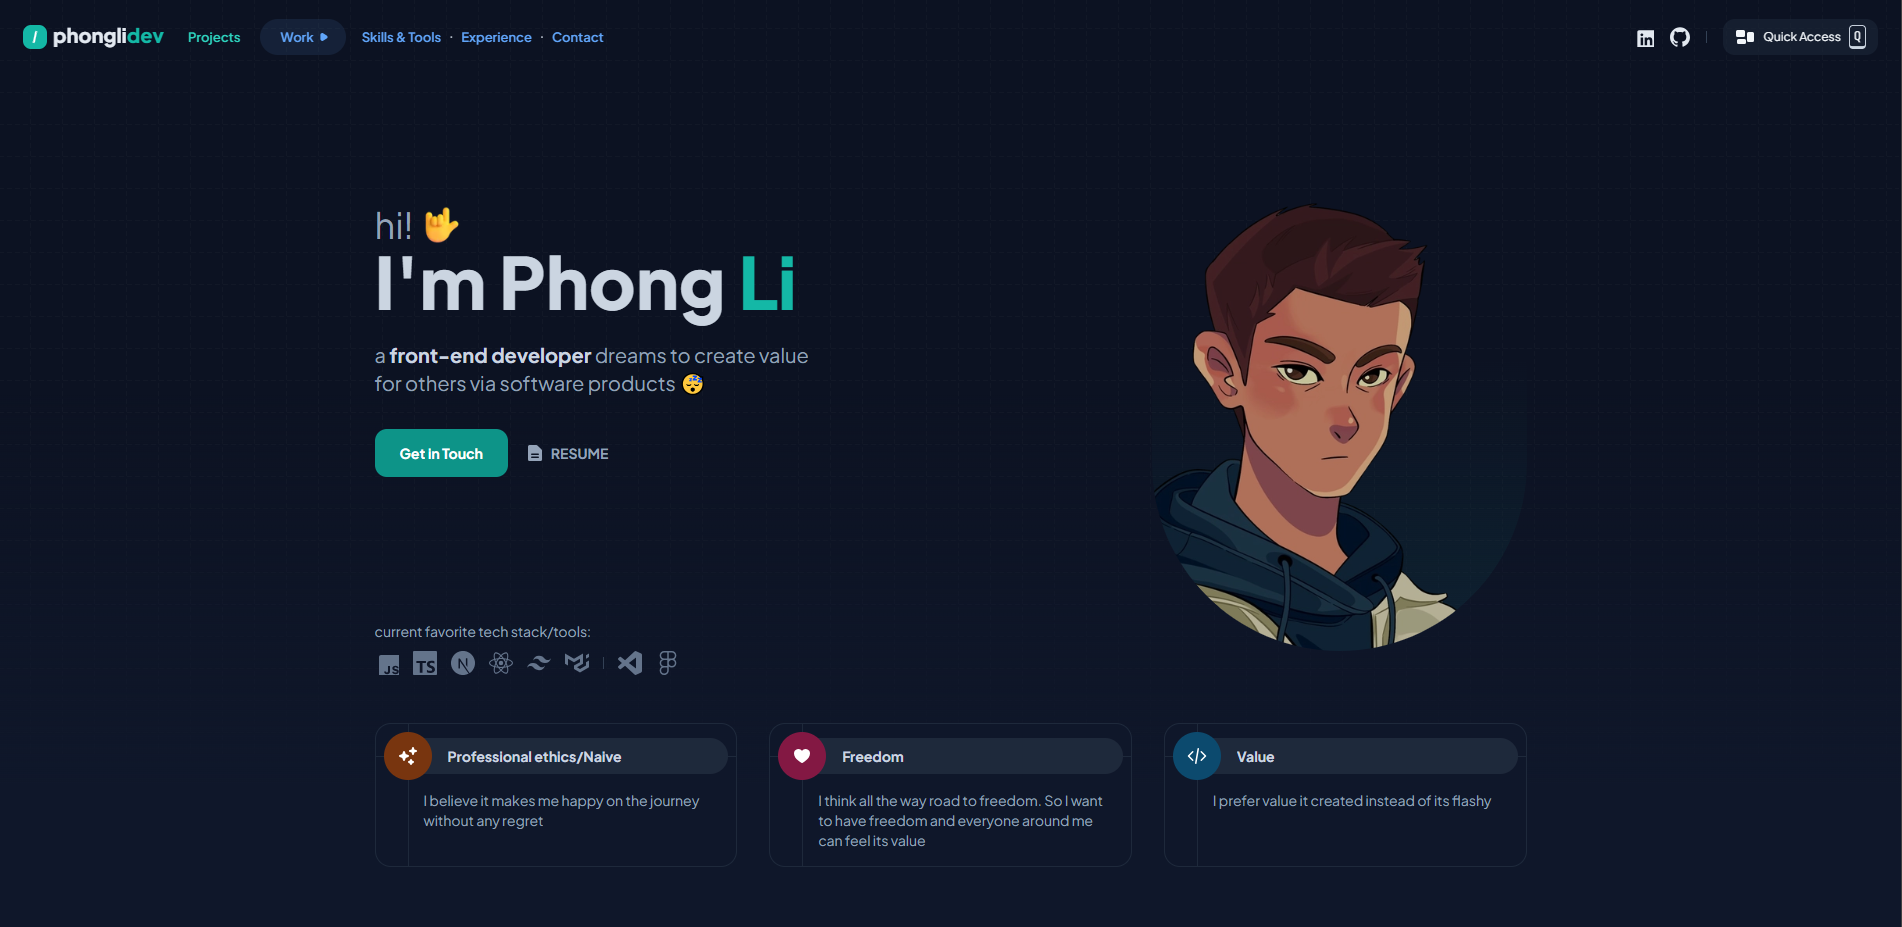 / phonglidev Projects Work Skills & Tools · Experience · Contact in Quick Access Q
hi!
I'm Phong Li
a front-end developer dreams to create value
for others via software products
Get In Touch RESUME
current favorite tech stack/tools:
JS TS N
Professional ethics/Naive
I believe it makes me happy on the journey
without any regret
Freedom
I think all the way road to freedom. So I want
to have freedom and everyone around me
can feel its value
Value
I prefer value it created instead of its flashy